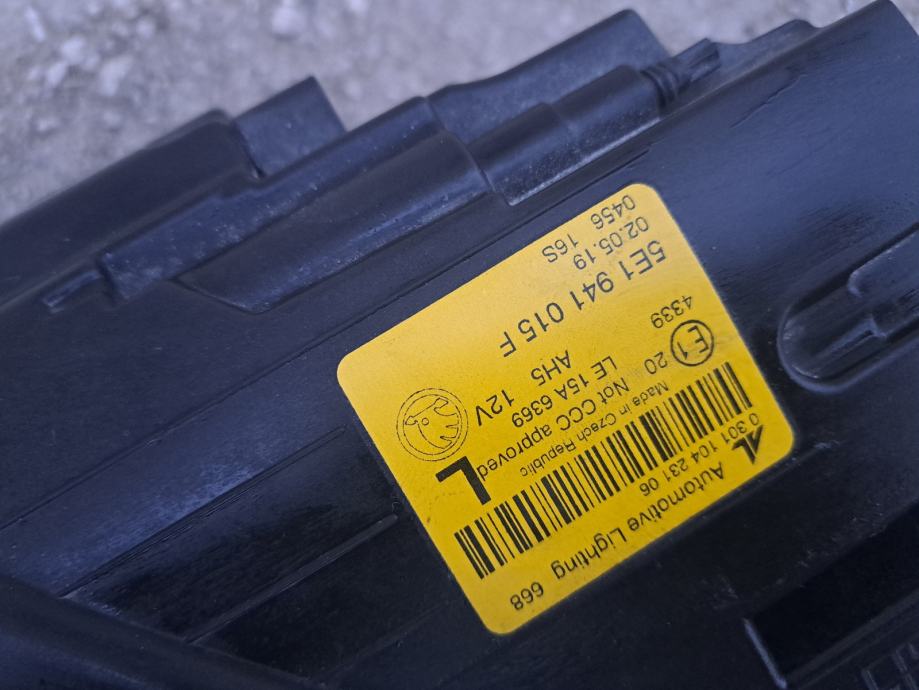 Automotive Lighting 668
0 301 104 231 06
L
Made in Czech Republic
Not CCC approved
LE 15A 6369
AH5 12V
E1 20
4339
5E1 941 015 F
02.05.19 16S
0456